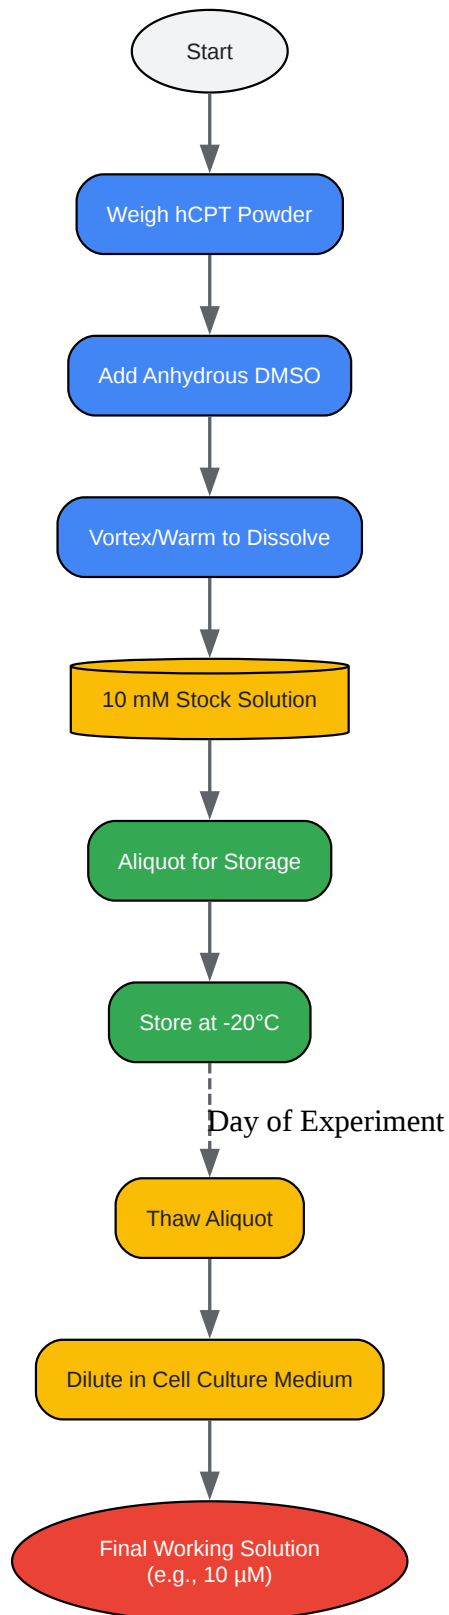 Start
Weigh hCPT Powder
Add Anhydrous DMSO
Vortex/Warm to Dissolve
10 mM Stock Solution
Aliquot for Storage
Store at -20°C
Day of Experiment
Thaw Aliquot
Dilute in Cell Culture Medium
Final Working Solution
(e.g., 10 µM)